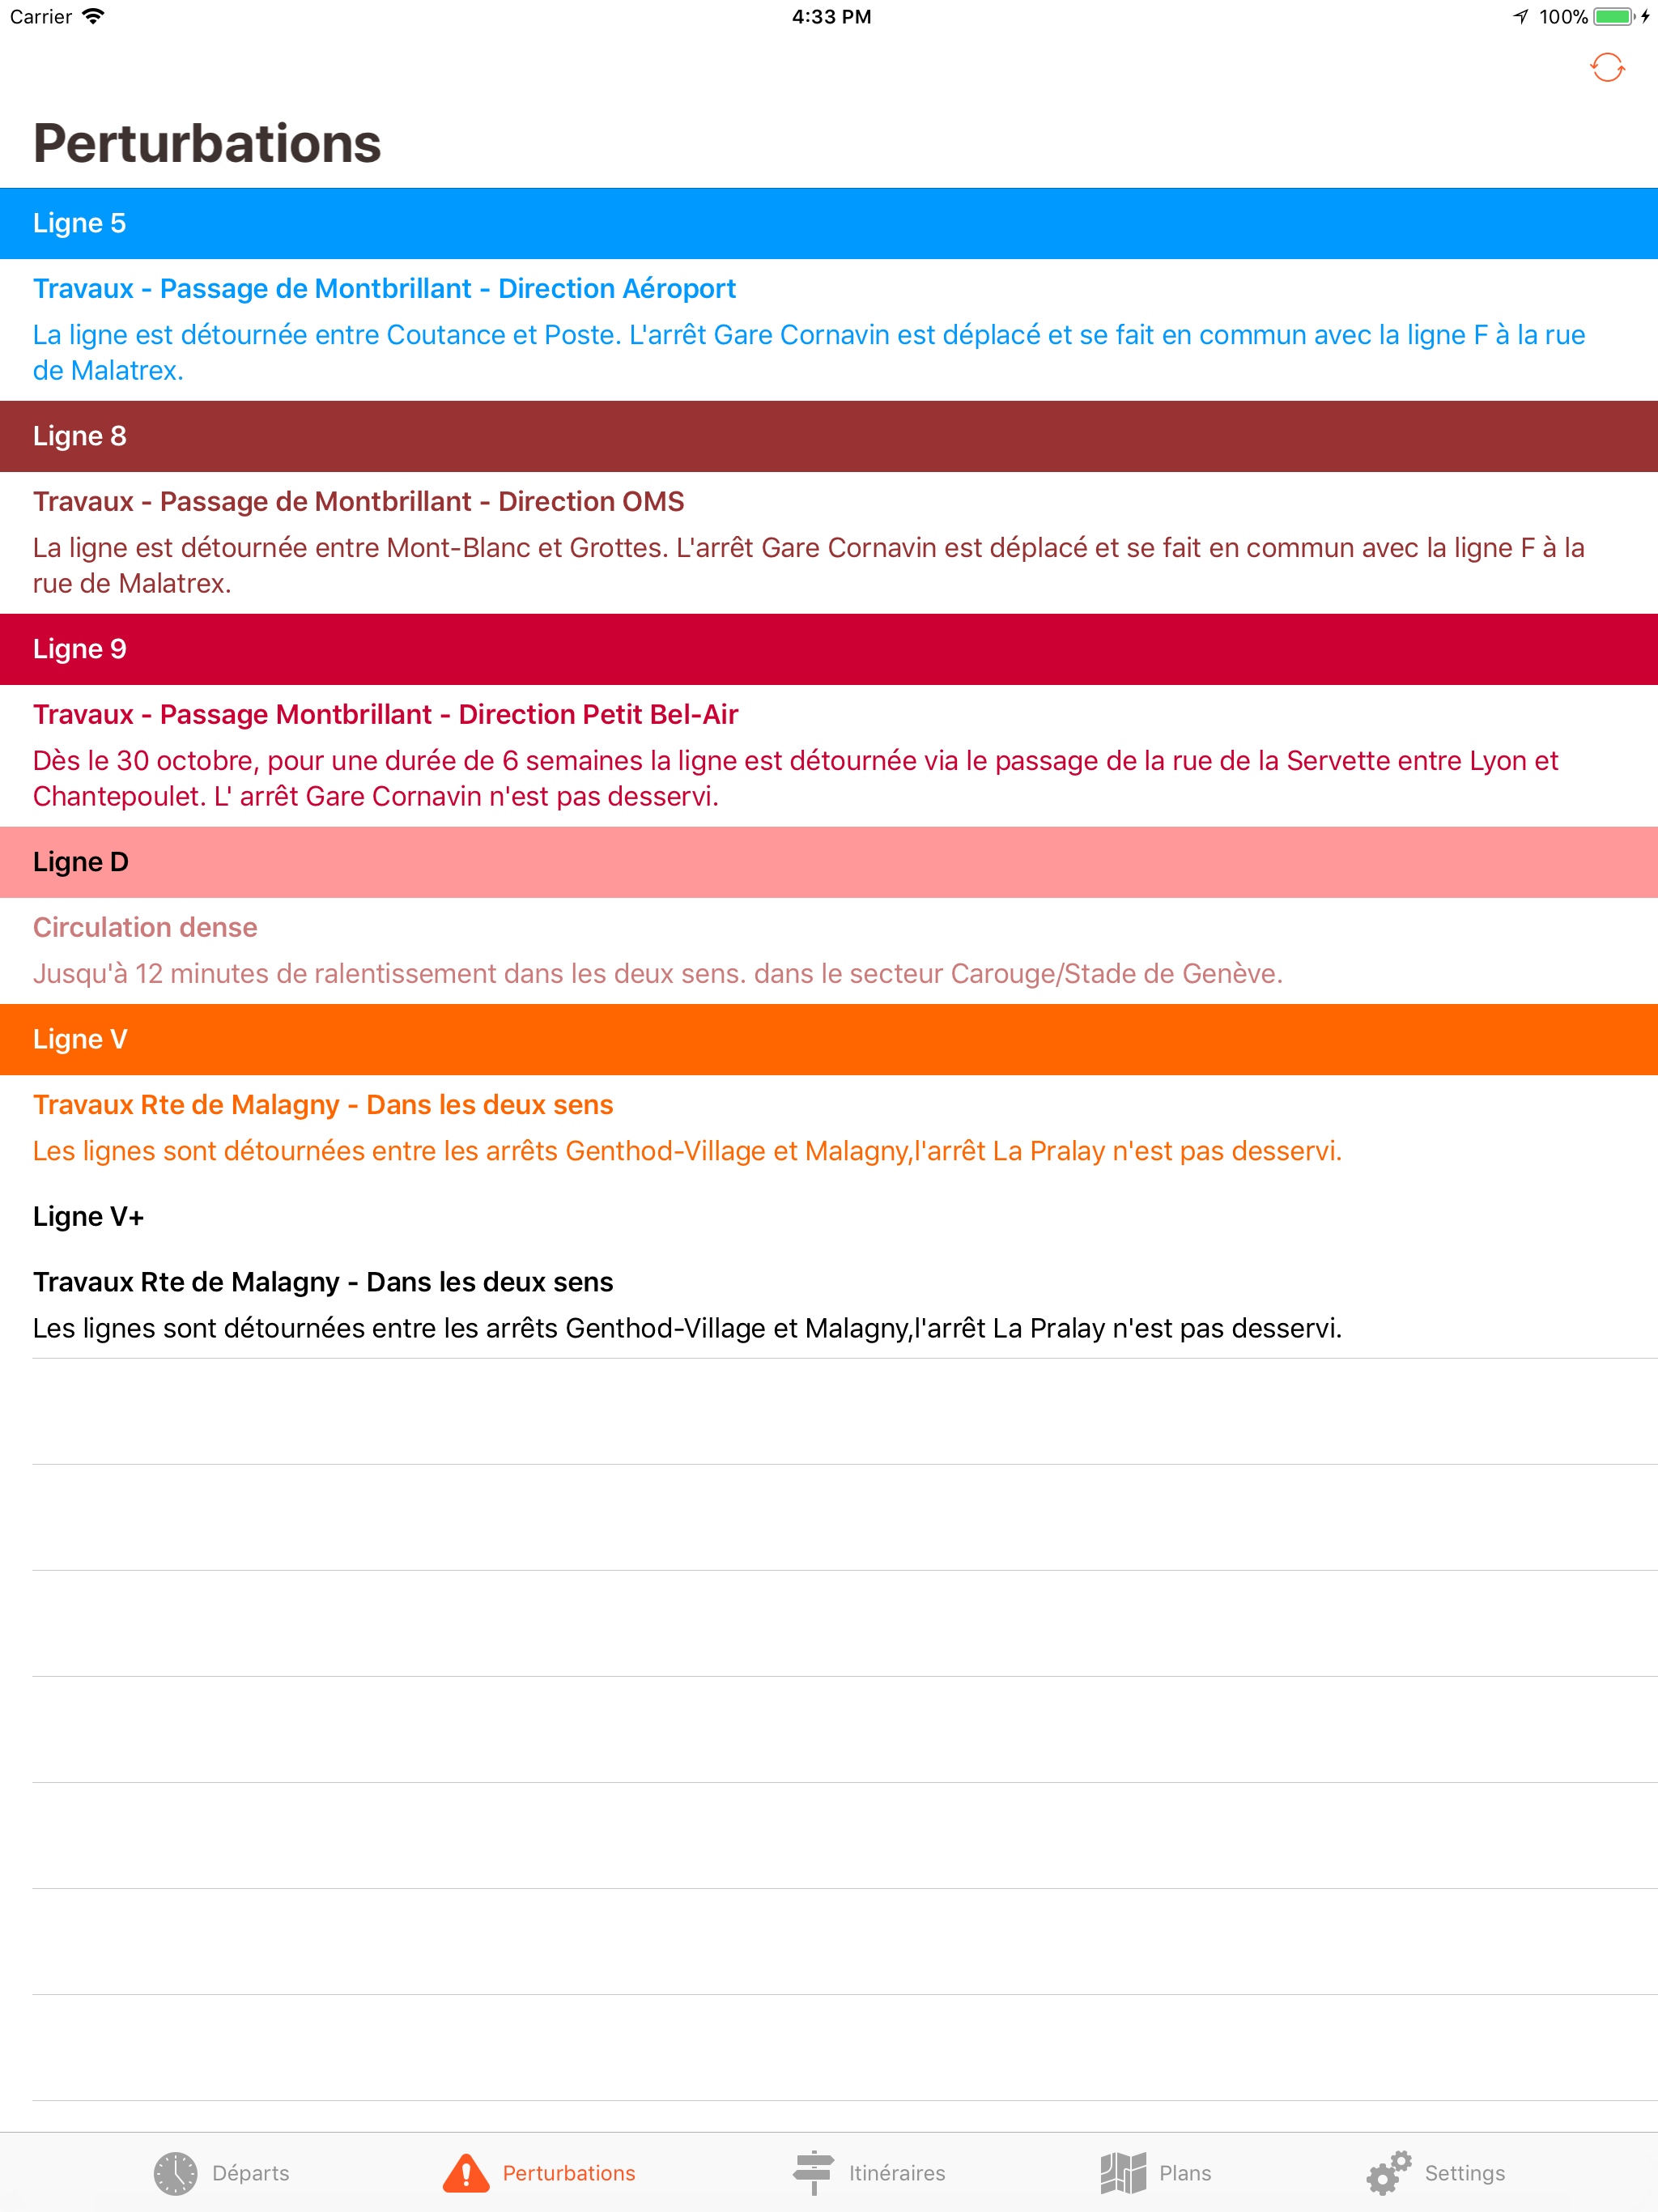 Carrier
4:33 PM
100%
Perturbations
Ligne 5
Travaux - Passage de Montbrillant - Direction Aéroport
La ligne est détournée entre Coutance et Poste. L'arrêt Gare Cornavin est déplacé et se fait en commun avec la ligne F à la rue
de Malatrex.
Ligne 8
Travaux - Passage de Montbrillant - Direction OMS
La ligne est détournée entre Mont-Blanc et Grottes. L'arrêt Gare Cornavin est déplacé et se fait en commun avec la ligne F à la
rue de Malatrex.
Ligne 9
Travaux - Passage Montbrillant - Direction Petit Bel-Air
Dès le 30 octobre, pour une durée de 6 semaines la ligne est détournée via le passage de la rue de la Servette entre Lyon et
Chantepoulet. L' arrêt Gare Cornavin n'est pas desservi.
Ligne D
Circulation dense
Jusqu'à 12 minutes de ralentissement dans les deux sens. dans le secteur Carouge/Stade de Genève.
Ligne V
Travaux Rte de Malagny - Dans les deux sens
Les lignes sont détournées entre les arrêts Genthod-Village et Malagny,l'arrêt La Pralay n'est pas desservi.
Ligne V+
Travaux Rte de Malagny - Dans les deux sens
Les lignes sont détournées entre les arrêts Genthod-Village et Malagny,l'arrêt La Pralay n'est pas desservi.
Départs
Perturbations
Itinéraires
Plans
Settings